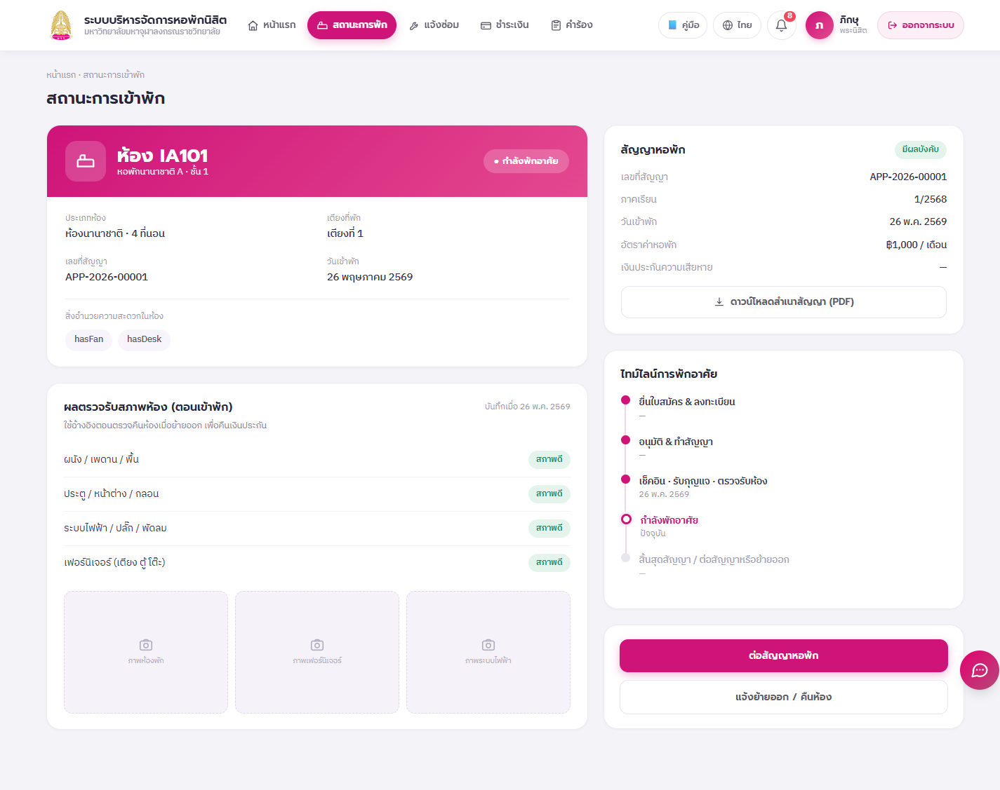 ระบบบริหารจัดการหอพักนิสิต
มหาวิทยาลัยมหาจุฬาลงกรณราชวิทยาลัย
หน้าแรก
สถานะการพัก
แจ้งซ่อม
ชำระเงิน
คำร้อง
คู่มือ
ไทย
8
ภ
ภิกษุ
พระนิสิต
ออกจากระบบ
หน้าแรก · สถานะการเข้าพัก
สถานะการเข้าพัก
ห้อง IA101
หอพักนานาชาติ A · ชั้น 1
● กำลังพักอาศัย
ประเภทห้อง
ห้องนานาชาติ · 4 ที่นอน
เตียงที่พัก
เตียงที่ 1
เลขที่สัญญา
APP-2026-00001
วันเข้าพัก
26 พฤษภาคม 2569
สิ่งอำนวยความสะดวกในห้อง
hasFan
hasDesk
ผลตรวจรับสภาพห้อง (ตอนเข้าพัก)
บันทึกเมื่อ 26 พ.ค. 2569
ใช้อ้างอิงตอนตรวจคืนห้องเมื่อย้ายออก เพื่อคืนเงินประกัน
ผนัง / เพดาน / พื้น
สภาพดี
ประตู / หน้าต่าง / กลอน
สภาพดี
ระบบไฟฟ้า / ปลั๊ก / พัดลม
สภาพดี
เฟอร์นิเจอร์ (เตียง ตู้ โต๊ะ)
สภาพดี
ภาพห้องพัก
ภาพเฟอร์นิเจอร์
ภาพระบบไฟฟ้า
สัญญาหอพัก
มีผลบังคับ
เลขที่สัญญา
APP-2026-00001
ภาคเรียน
1/2568
วันเข้าพัก
26 พ.ค. 2569
อัตราค่าหอพัก
฿1,000 / เดือน
เงินประกันความเสียหาย
—
ดาวน์โหลดสำเนาสัญญา (PDF)
ไทม์ไลน์การพักอาศัย
ยื่นใบสมัคร & ลงทะเบียน
—
อนุมัติ & ทำสัญญา
—
เช็คอิน · รับกุญแจ · ตรวจรับห้อง
26 พ.ค. 2569
กำลังพักอาศัย
ปัจจุบัน
สิ้นสุดสัญญา / ต่อสัญญาหรือย้ายออก
—
ต่อสัญญาหอพัก
แจ้งย้ายออก / คืนห้อง